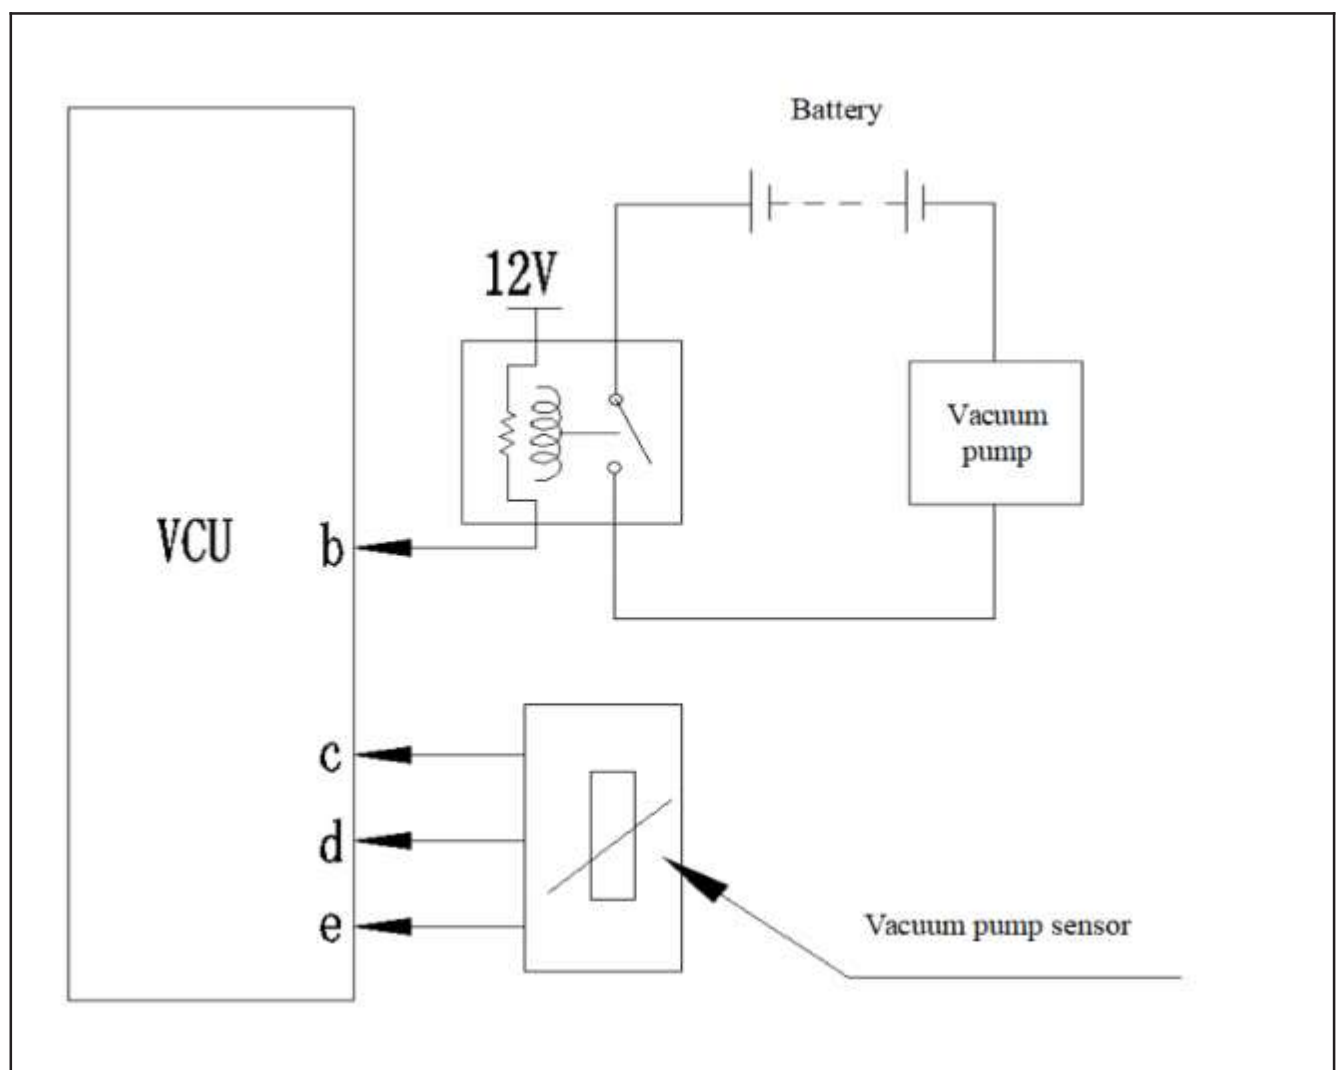 Battery
12V
Vacuum
pump
VCU
b
c
d
e
Vacuum pump sensor